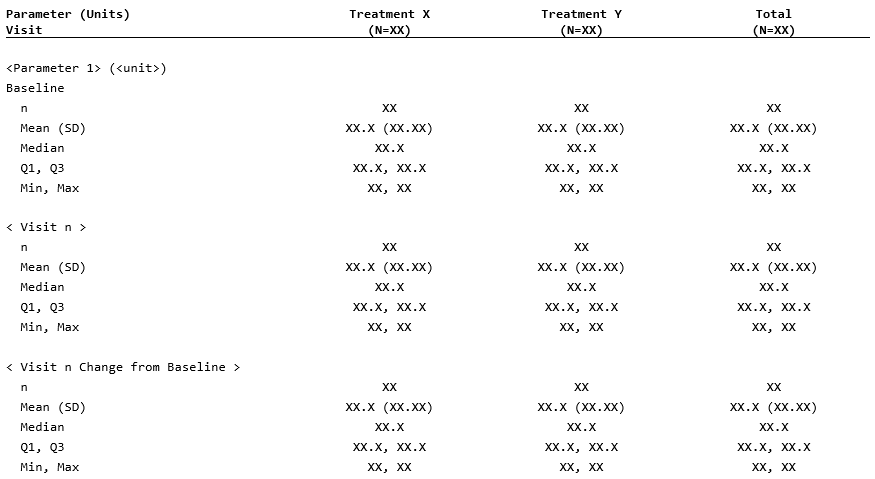 Parameter (Units) Treatment X Treatment Y Total
Visit (N=XX) (N=XX) (N=XX)
<Parameter 1> (<unit>)
Baseline
n XX XX XX
Mean (SD) XX.X (XX.XX) XX.X (XX.XX) XX.X (XX.XX)
Median XX.X XX.X XX.X
Q1, Q3 XX.X, XX.X XX.X, XX.X XX.X, XX.X
Min, Max XX, XX XX, XX XX, XX
< Visit n >
n XX XX XX
Mean (SD) XX.X (XX.XX) XX.X (XX.XX) XX.X (XX.XX)
Median XX.X XX.X XX.X
Q1, Q3 XX.X, XX.X XX.X, XX.X XX.X, XX.X
Min, Max XX, XX XX, XX XX, XX
< Visit n Change from Baseline >
n XX XX XX
Mean (SD) XX.X (XX.XX) XX.X (XX.XX) XX.X (XX.XX)
Median XX.X XX.X XX.X
Q1, Q3 XX.X, XX.X XX.X, XX.X XX.X, XX.X
Min, Max XX, XX XX, XX XX, XX